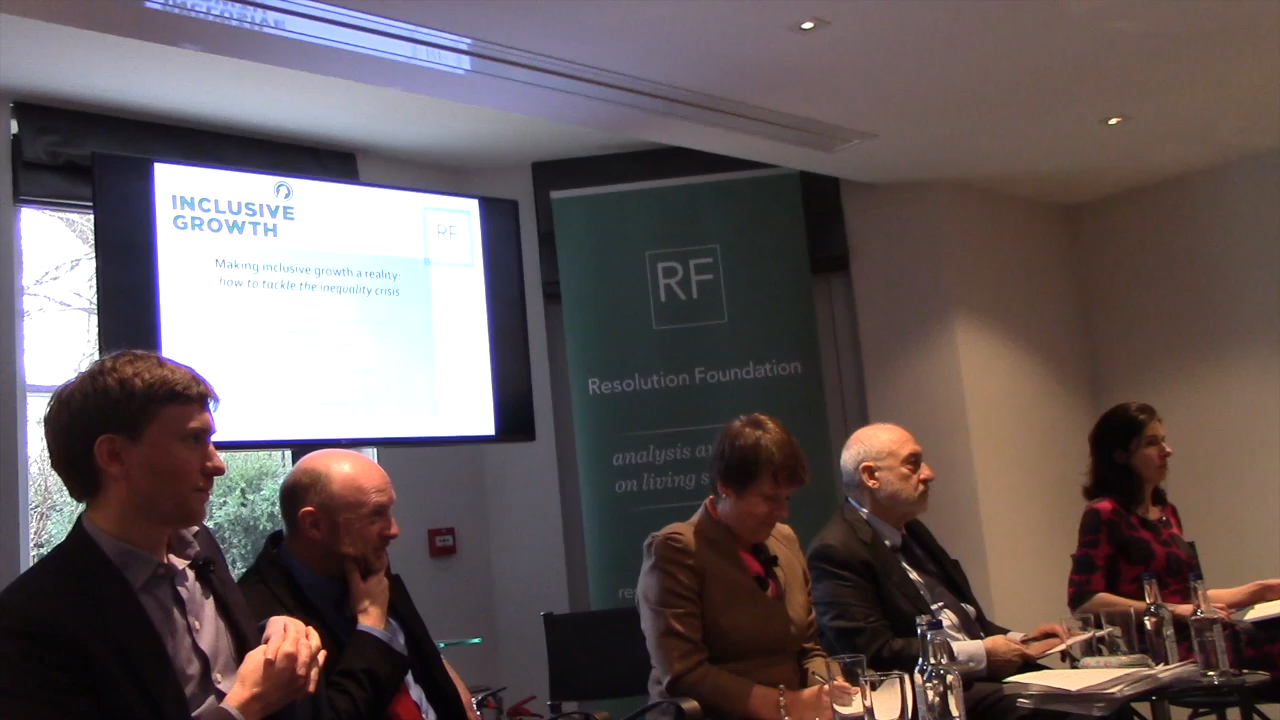 INCLUSIVE
GROWTH
RF
Making inclusive growth a reality:
how to tackle the inequality crisis
RF
Resolution Foundation
analysis
on living